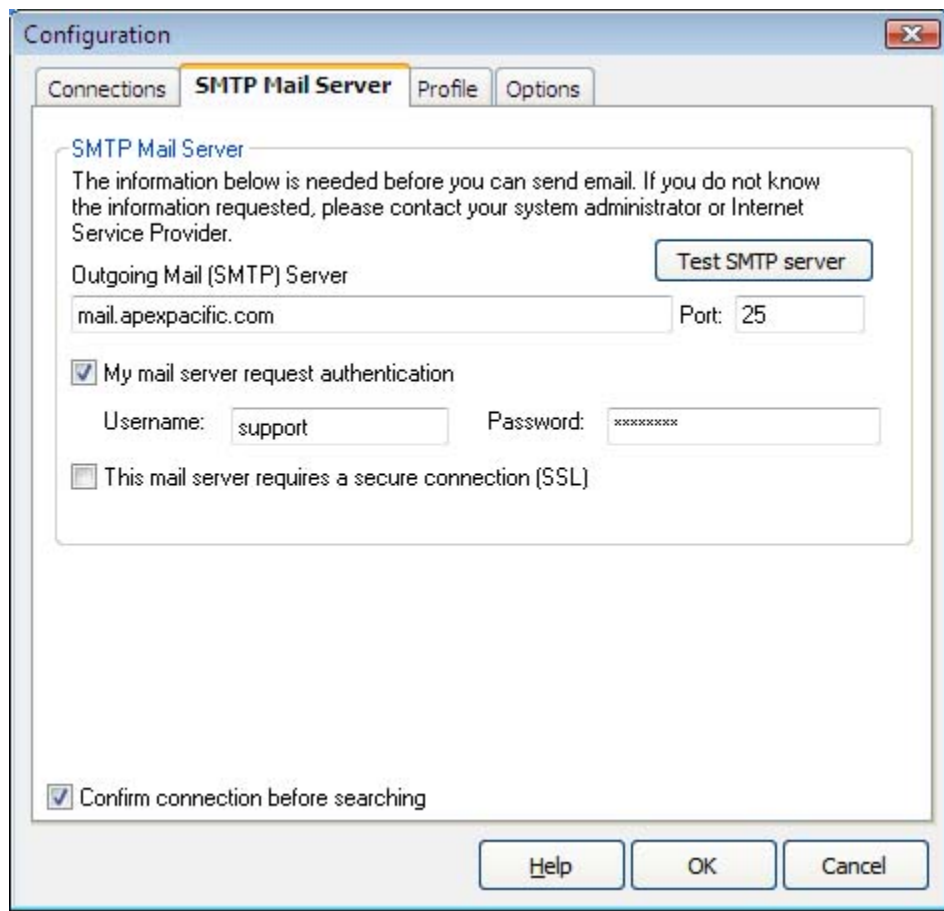 Configuration
Connections SMTP Mail Server Profile Options
SMTP Mail Server
The information below is needed before you can send email. If you do not know
the information requested, please contact your system administrator or Internet
Service Provider.
Test SMTP server
Outgoing Mail (SMTP) Server
mail.apexpacific.com Port: 25
My mail server request authentication
Username: support Password: ********
This mail server requires a secure connection (SSL)
Confirm connection before searching
Help OK Cancel